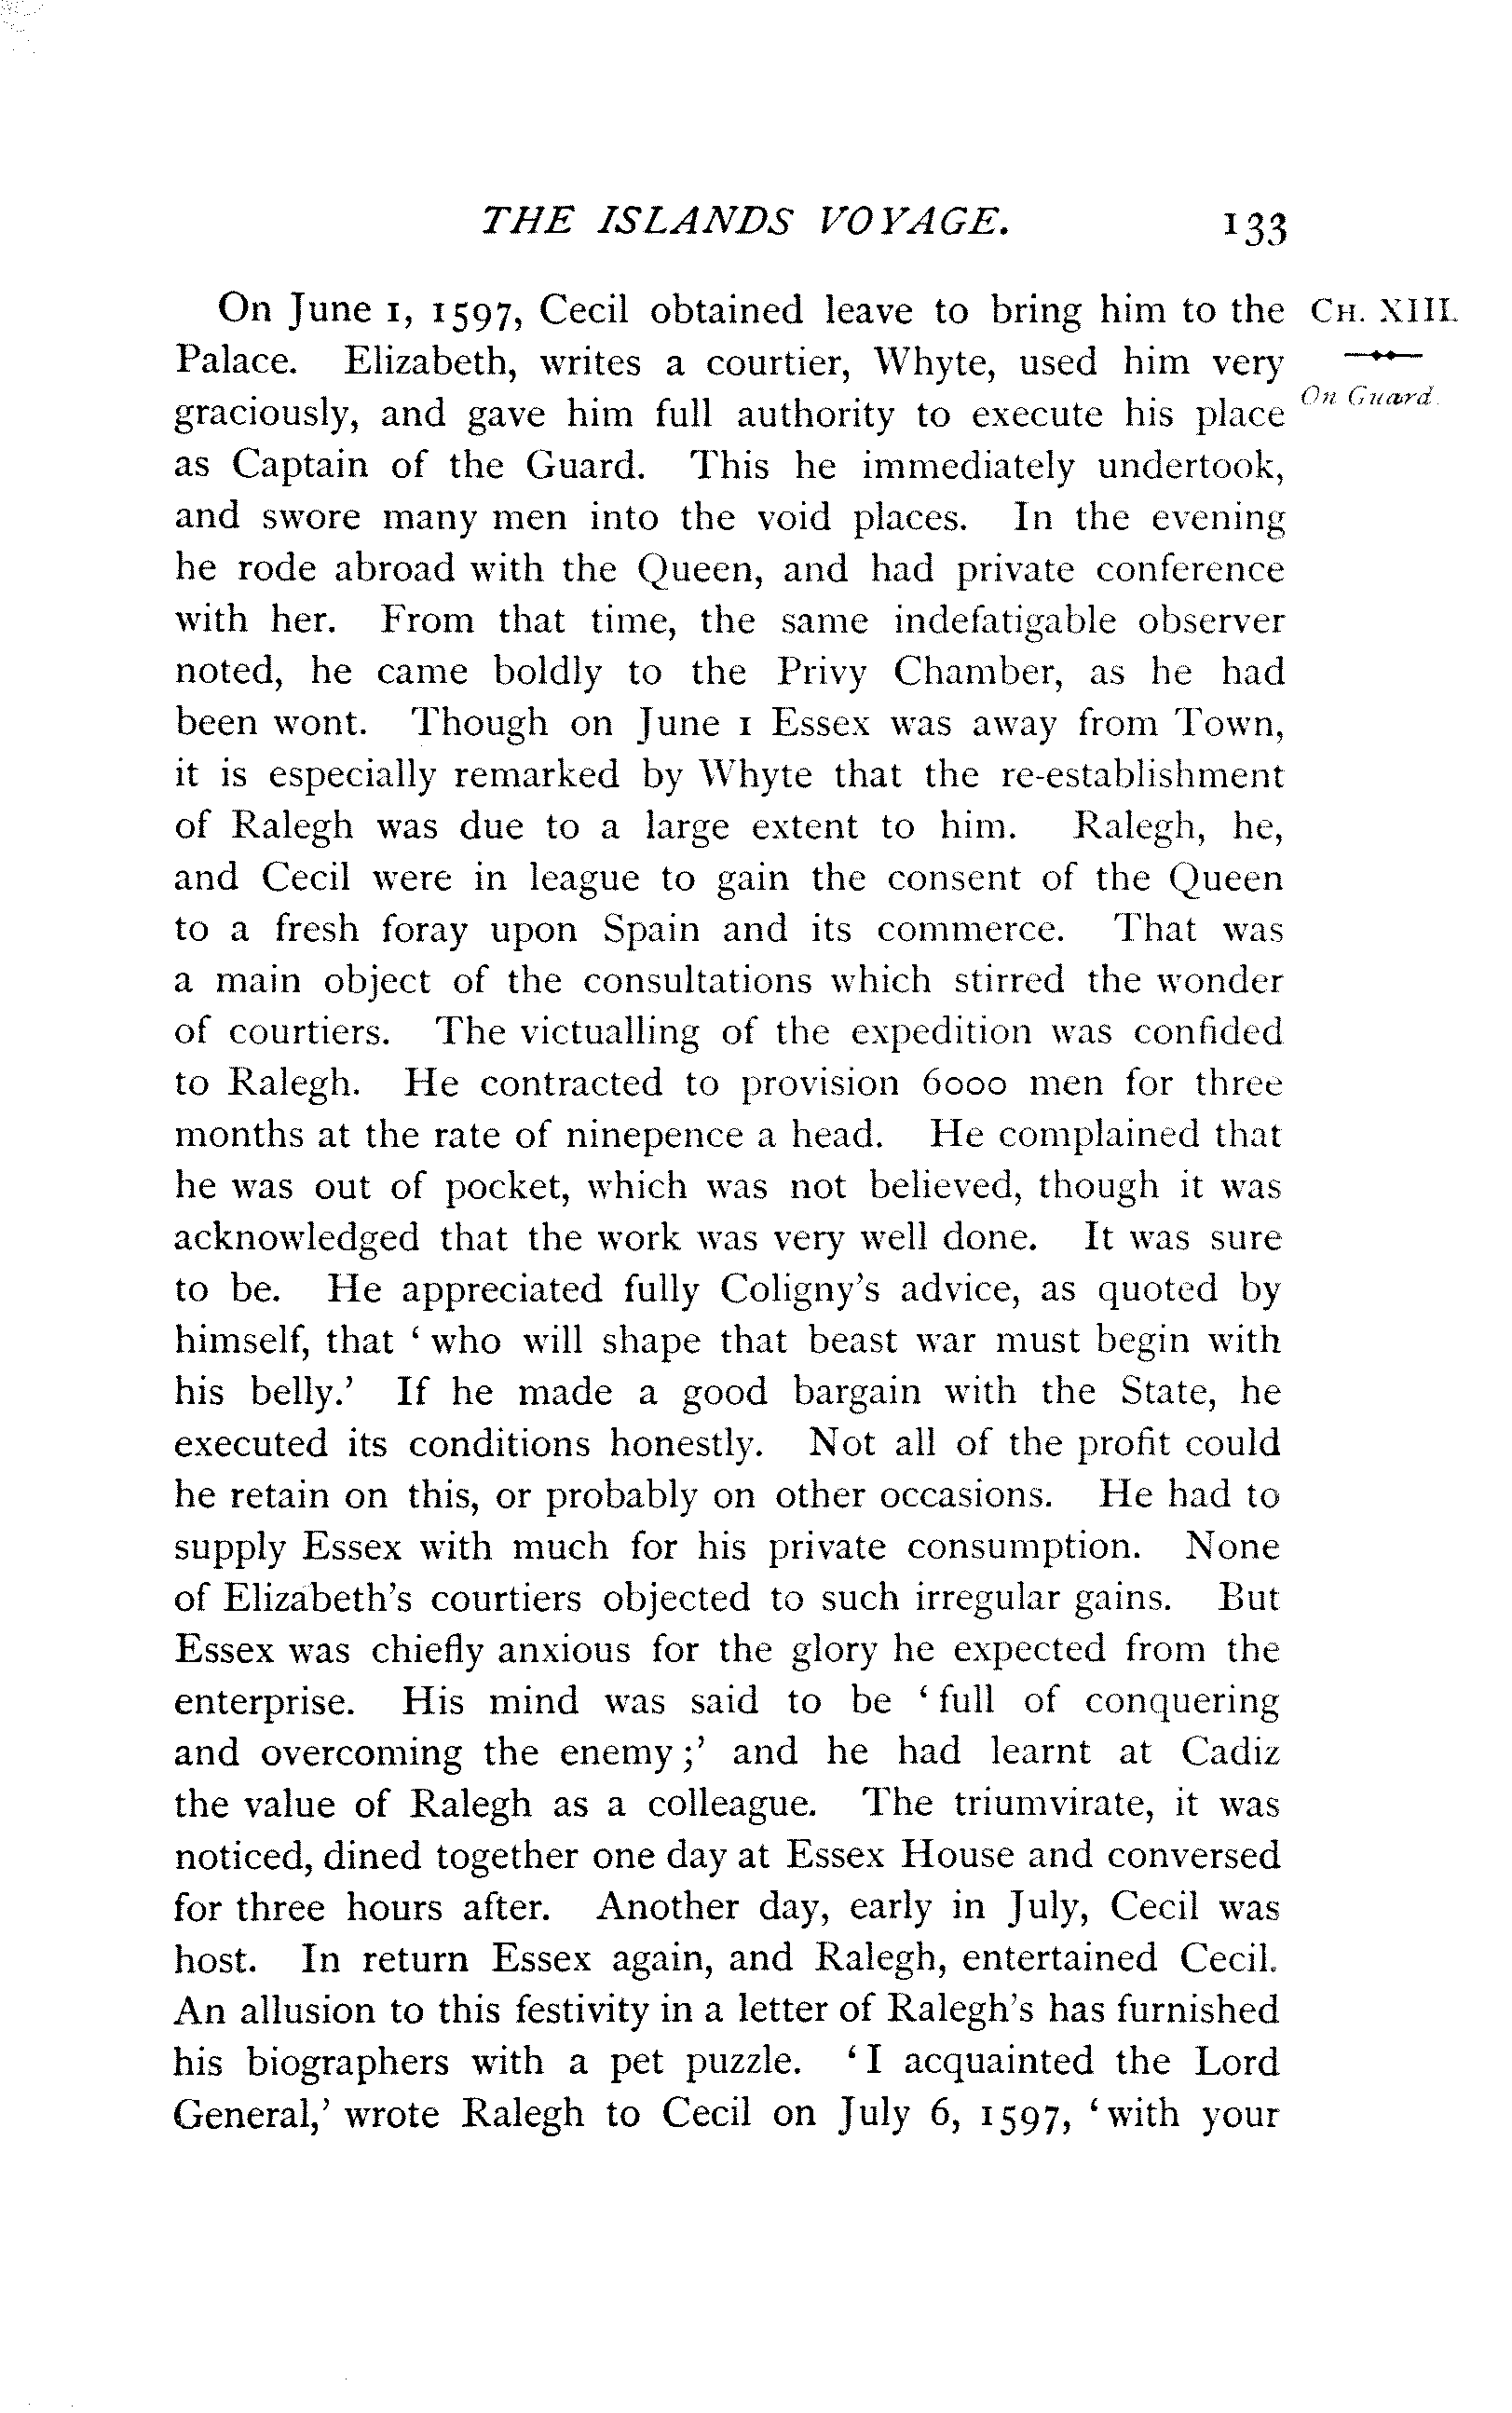 THE ISLANDS VOYAGE. 133
On June 1, 1597, Cecil obtained leave to bring him to the CH. XIII.
Palace. Elizabeth, writes a courtier, Whyte, used him very
graciously, and gave him full authority to execute his place On Guard.
as Captain of the Guard. This he immediately undertook,
and swore many men into the void places. In the evening
he rode abroad with the Queen, and had private conference
with her. From that time, the same indefatigable observer
noted, he came boldly to the Privy Chamber, as he had
been wont. Though on June 1 Essex was away from Town,
it is especially remarked by Whyte that the re-establishment
of Ralegh was due to a large extent to him. Ralegh, he,
and Cecil were in league to gain the consent of the Queen
to a fresh foray upon Spain and its commerce. That was
a main object of the consultations which stirred the wonder
of courtiers. The victualling of the expedition was confided
to Ralegh. He contracted to provision 6000 men for three
months at the rate of ninepence a head. He complained that
he was out of pocket, which was not believed, though it was
acknowledged that the work was very well done. It was sure
to be. He appreciated fully Coligny's advice, as quoted by
himself, that ‘who will shape that beast war must begin with
his belly.’ If he made a good bargain with the State, he
executed its conditions honestly. Not all of the profit could
he retain on this, or probably on other occasions. He had to
supply Essex with much for his private consumption. None
of Elizabeth's courtiers objected to such irregular gains. But
Essex was chiefly anxious for the glory he expected from the
enterprise. His mind was said to be ‘full of conquering
and overcoming the enemy;’ and he had learnt at Cadiz
the value of Ralegh as a colleague. The triumvirate, it was
noticed, dined together one day at Essex House and conversed
for three hours after. Another day, early in July, Cecil was
host. In return Essex again, and Ralegh, entertained Cecil.
An allusion to this festivity in a letter of Ralegh's has furnished
his biographers with a pet puzzle. ‘I acquainted the Lord
General,’ wrote Ralegh to Cecil on July 6, 1597, ‘with your